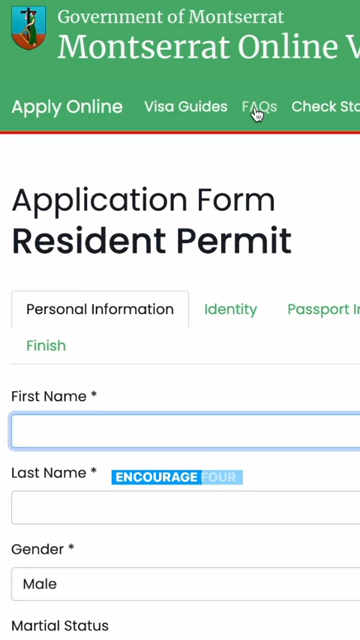 Government of Montserrat
Montserrat Online V
Apply Online Visa Guides FAQs Check Sta
Application Form
Resident Permit
Personal Information Identity Passport I
Finish
First Name *
Last Name *
ENCOURAGE FOUR
Gender *
Male
Martial Status